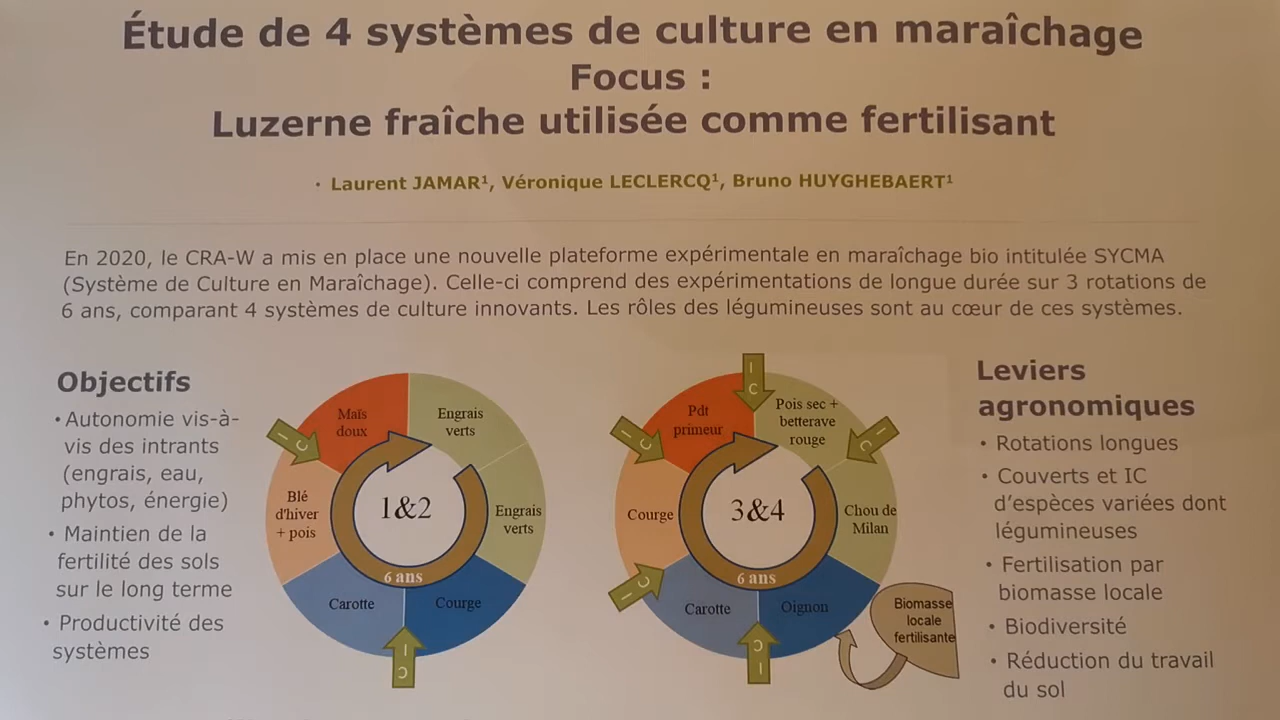 Étude de 4 systèmes de culture en maraîchage
Focus :
Luzerne fraîche utilisée comme fertilisant
• Laurent JAMAR¹, Véronique LECLERCQ¹, Bruno HUYGHEBAERT¹
En 2020, le CRA-W a mis en place une nouvelle plateforme expérimentale en maraîchage bio intitulée SYCMA
(Système de Culture en Maraîchage). Celle-ci comprend des expérimentations de longue durée sur 3 rotations de
6 ans, comparant 4 systèmes de culture innovants. Les rôles des légumineuses sont au cœur de ces systèmes.
Objectifs
• Autonomie vis-à-
vis des intrants
(engrais, eau,
phytos, énergie)
• Maintien de la
fertilité des sols
sur le long terme
• Productivité des
systèmes
Maïs
doux
Engrais
verts
IC
Blé
d'hiver
+ pois
1&2
Engrais
verts
6 ans
Carotte
Courge
IC
IC
Pdt
primeur
Pois sec +
betterave
rouge
IC
IC
Courge
3&4
Chou de
Milan
6 ans
IC
Carotte
Oignon
IC
Biomasse
locale
fertilisante
Leviers
agronomiques
• Rotations longues
• Couverts et IC
d'espèces variées dont
légumineuses
• Fertilisation par
biomasse locale
• Biodiversité
• Réduction du travail
du sol